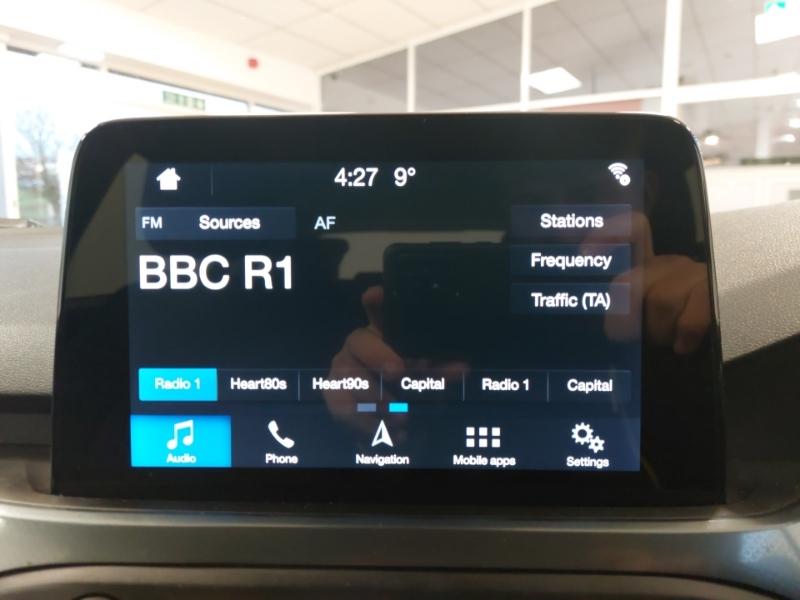 4:27 9°
FM Sources AF Stations
BBC R1
Frequency
Traffic (TA)
Radio 1 Heart80s Heart90s Capital Radio 1 Capital
Audio Phone Navigation Mobile apps Settings